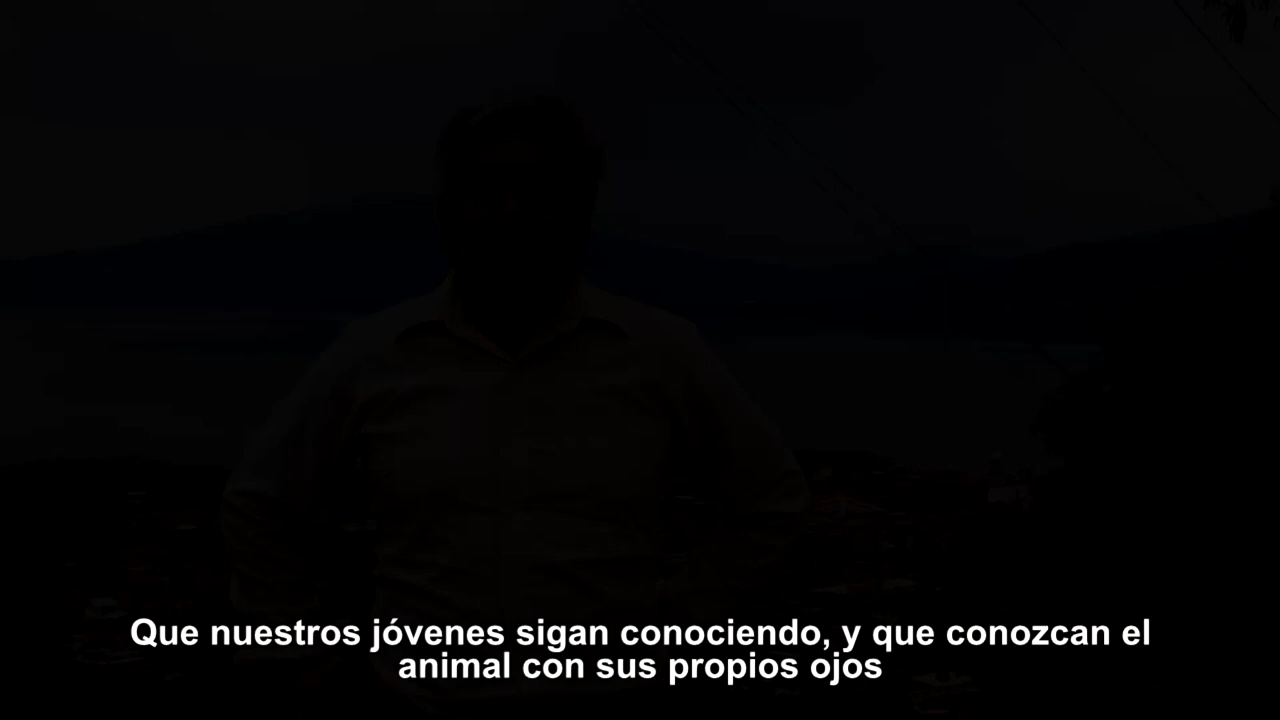 Que nuestros jóvenes sigan conociendo, y que conozcan el
animal con sus propios ojos